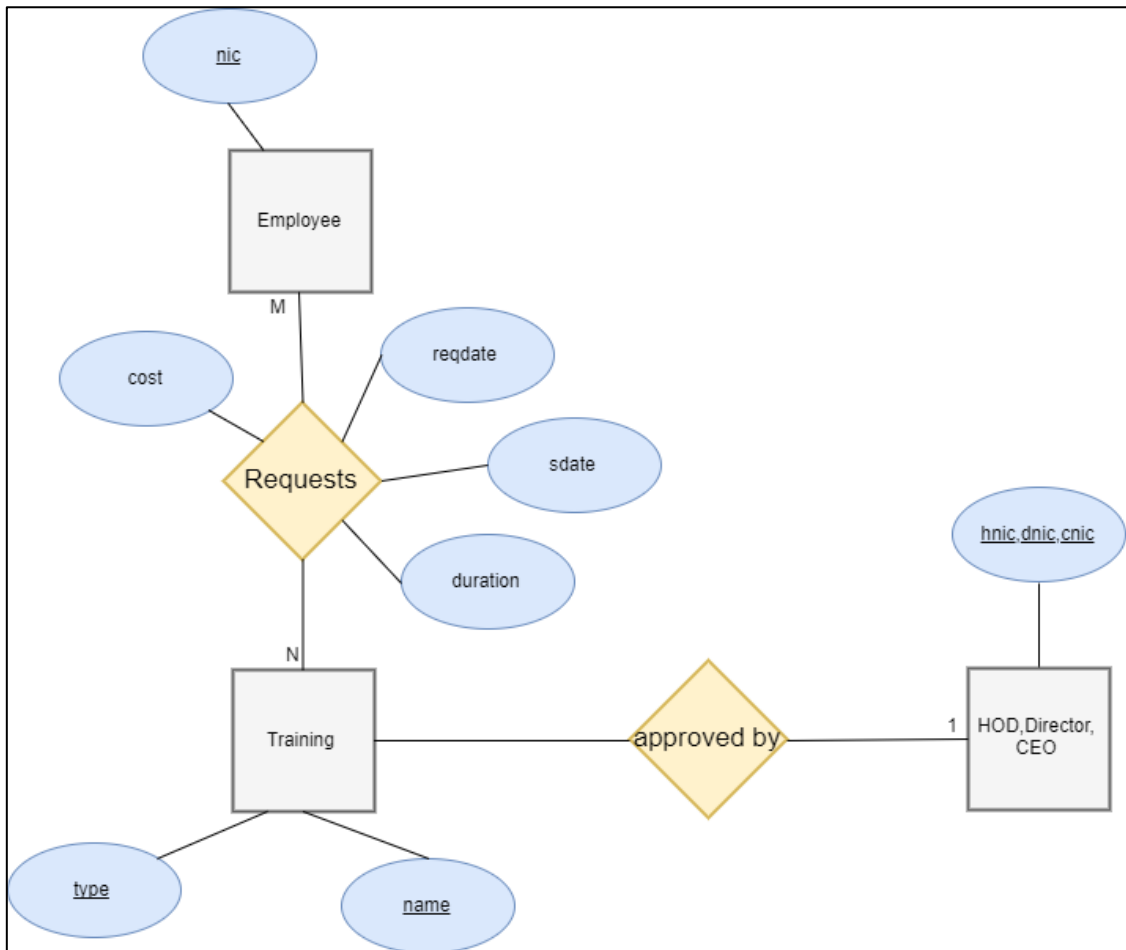 nic
Employee
M
reqdate
cost
sdate
Requests
hnic,dnic,cnic
duration
N
Training
approved by
1
HOD,Director,
CEO
type
name